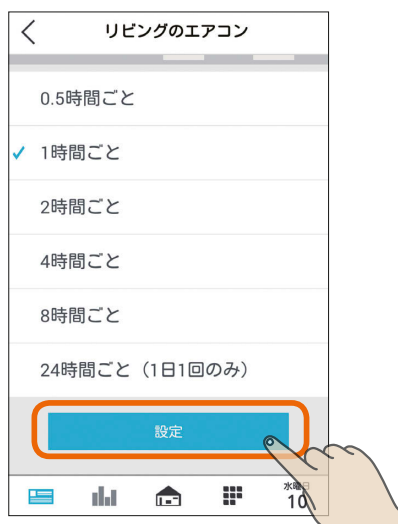 リビングのエアコン
0.5時間ごと
1時間ごと
2時間ごと
4時間ごと
8時間ごと
24時間ごと（1日1回のみ）
設定
水曜日
10